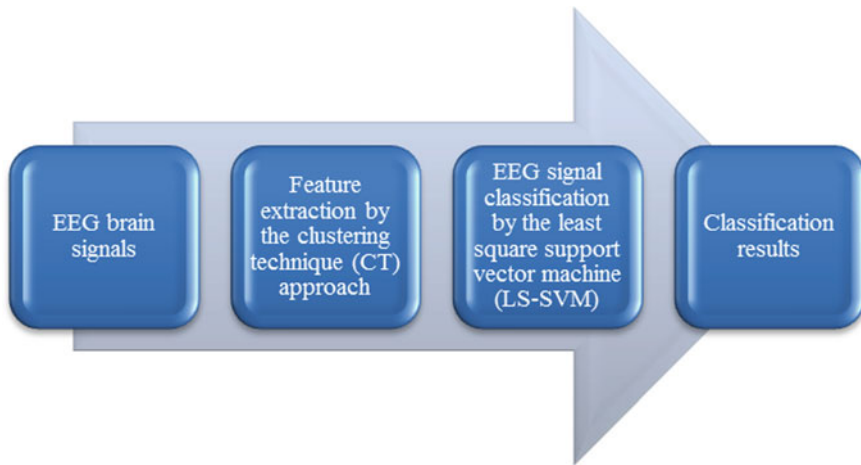 EEG brain
signals
Feature
extraction by
the clustering
technique (CT)
approach
EEG signal
classification
by the least
square support
vector machine
(LS-SVM)
Classification
results